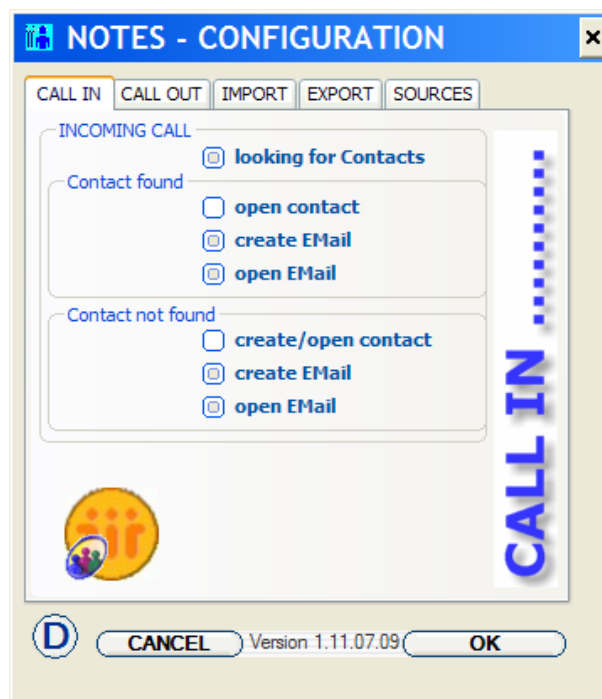 NOTES - CONFIGURATION
CALL IN CALL OUT IMPORT EXPORT SOURCES
INCOMING CALL
looking for Contacts
Contact found
open contact
create EMail
open EMail
Contact not found
create/open contact
create EMail
open EMail
CALL IN ..........
D CANCEL Version 1.11.07.09 OK